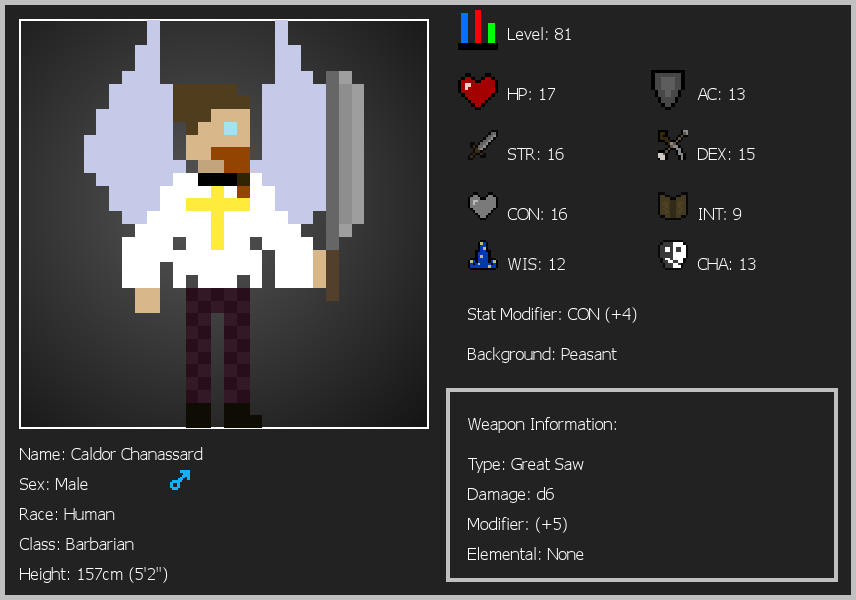 Level: 81
HP: 17
AC: 13
STR: 16
DEX: 15
CON: 16
INT: 9
WIS: 12
CHA: 13
Stat Modifier: CON (+4)
Background: Peasant
Weapon Information:
Type: Great Saw
Damage: d6
Modifier: (+5)
Elemental: None
Name: Caldor Chanassard
Sex: Male
Race: Human
Class: Barbarian
Height: 157cm (5'2")